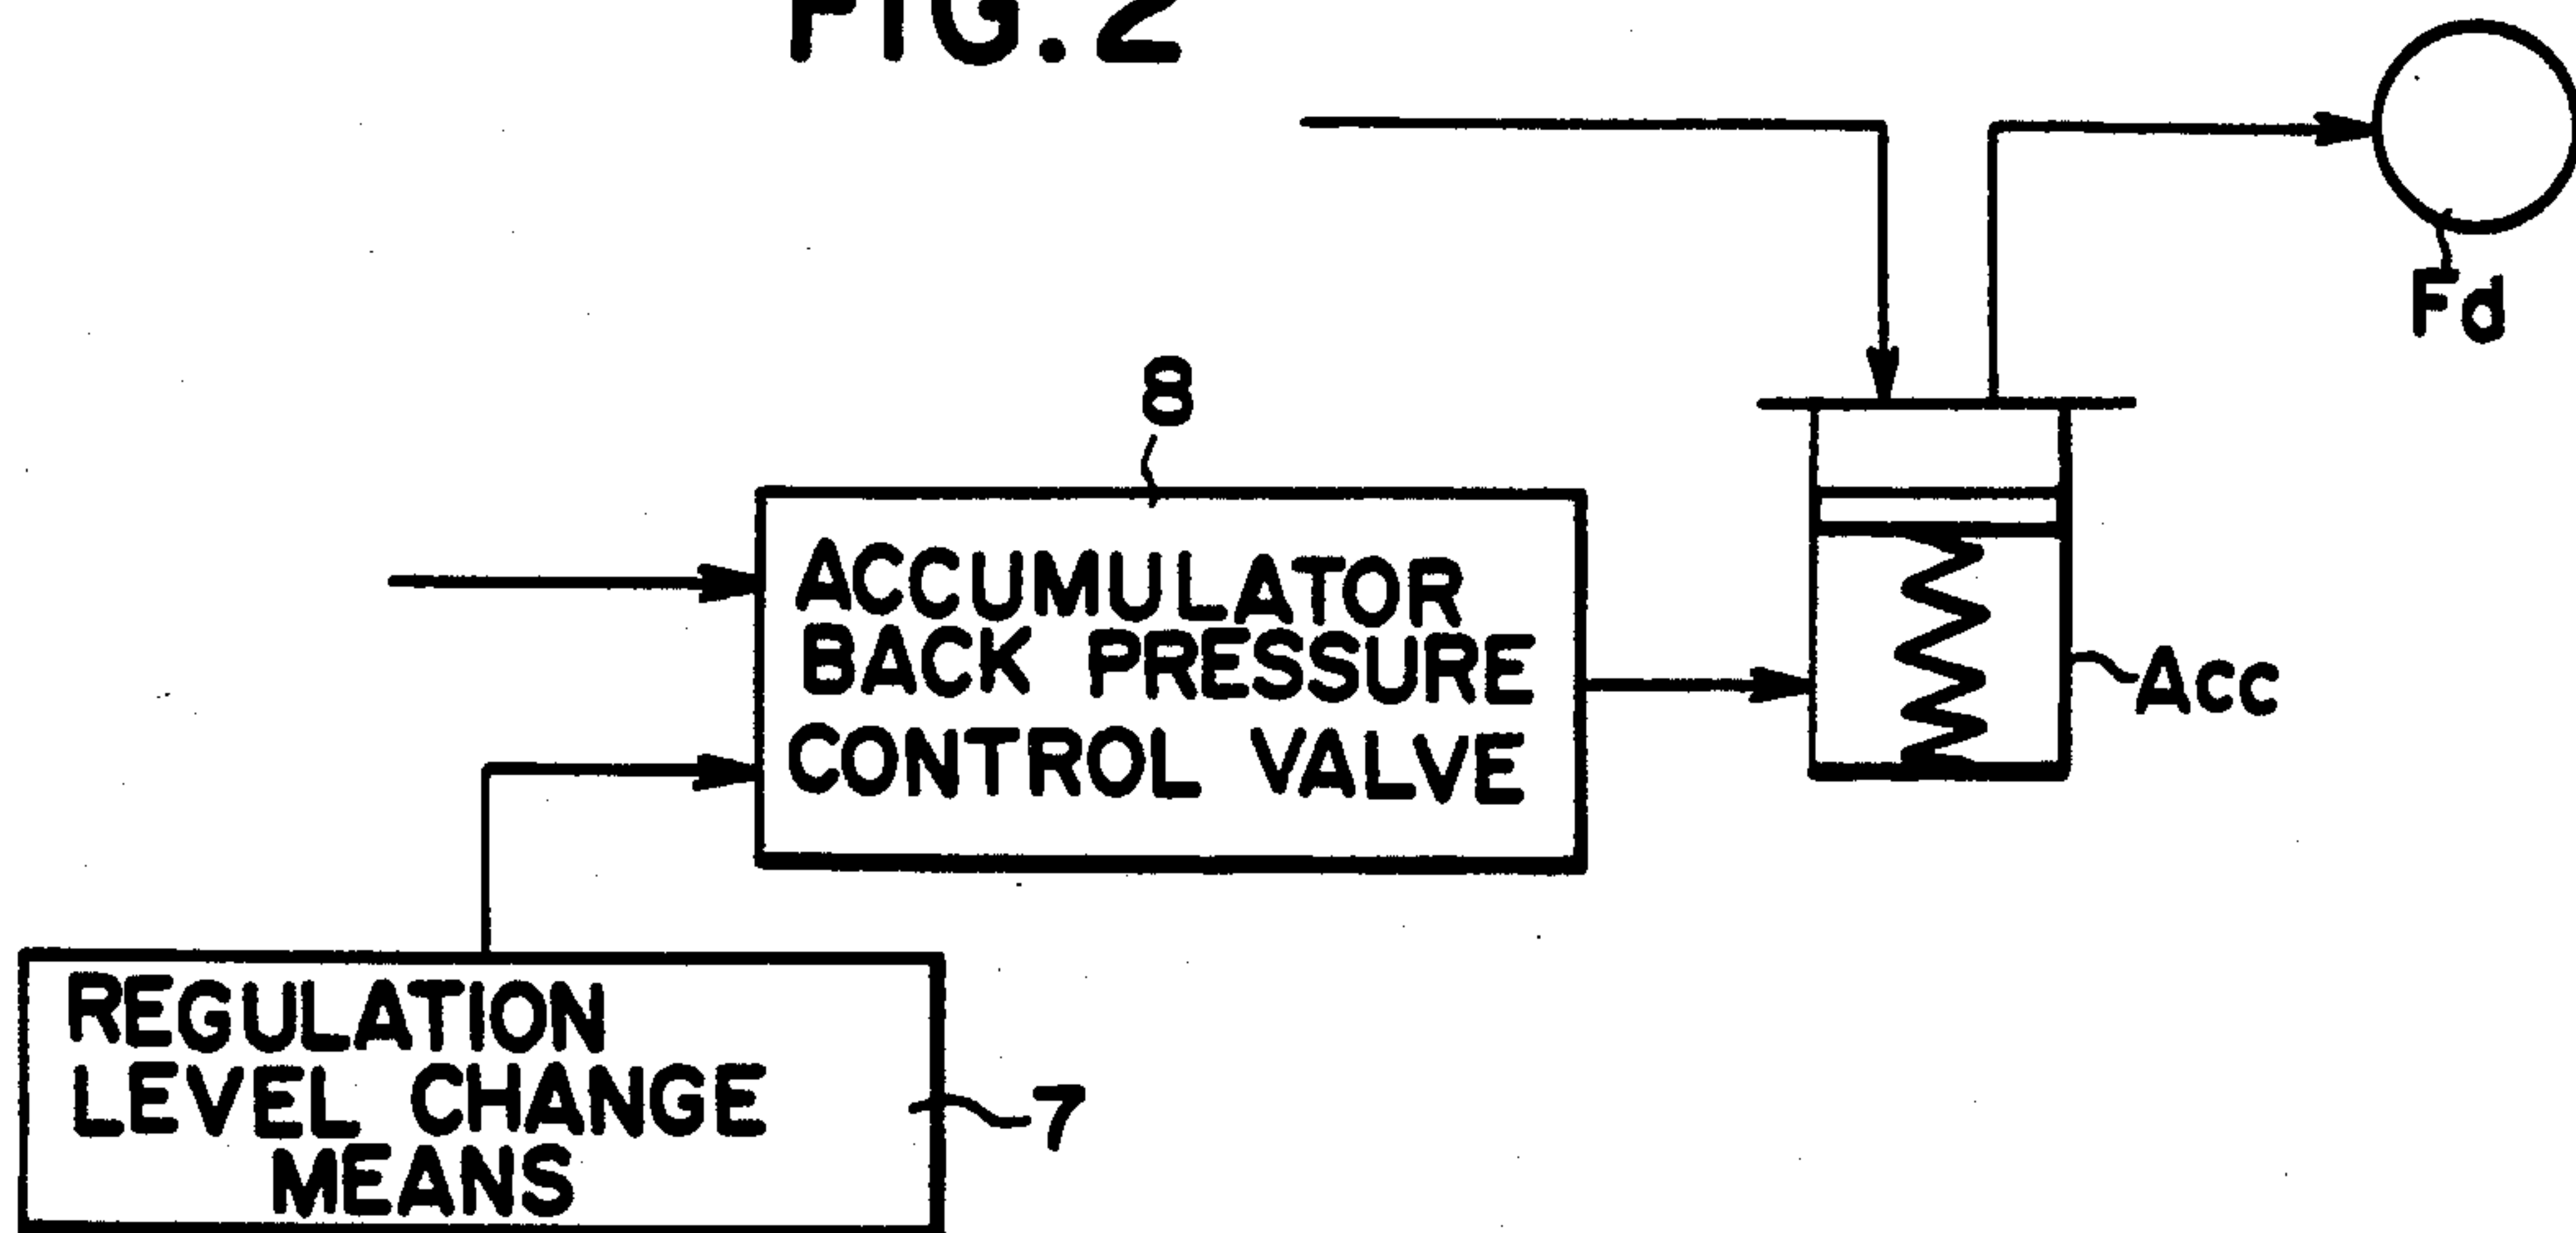 FIG. 2
Fd
8
ACCUMULATOR
BACK PRESSURE
CONTROL VALVE
Acc
REGULATION
LEVEL CHANGE
MEANS
7